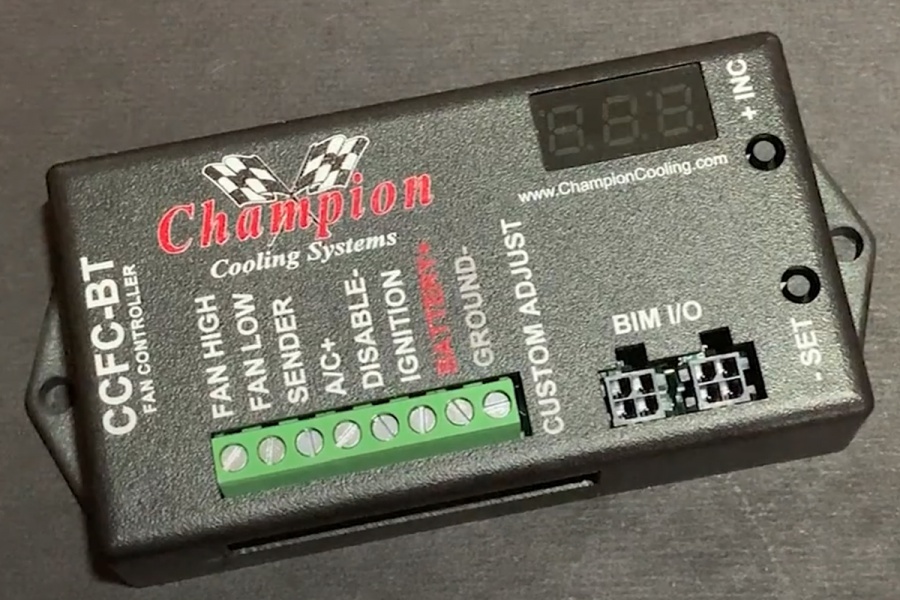 Champion
Cooling Systems
www.ChampionCooling.com
+ INC
- SET
CCFC-BT
FAN CONTROLLER
FAN HIGH
FAN LOW
SENDER
A/C+
DISABLE-
IGNITION
BATTERY+
GROUND-
CUSTOM ADJUST
BIM I/O